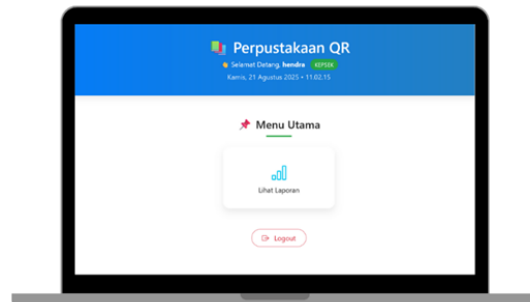 Perpustakaan QR
Selamat Datang, hendra KEPSEK
Kamis, 21 Agustus 2025 • 11.02.15
Menu Utama
Lihat Laporan
Logout